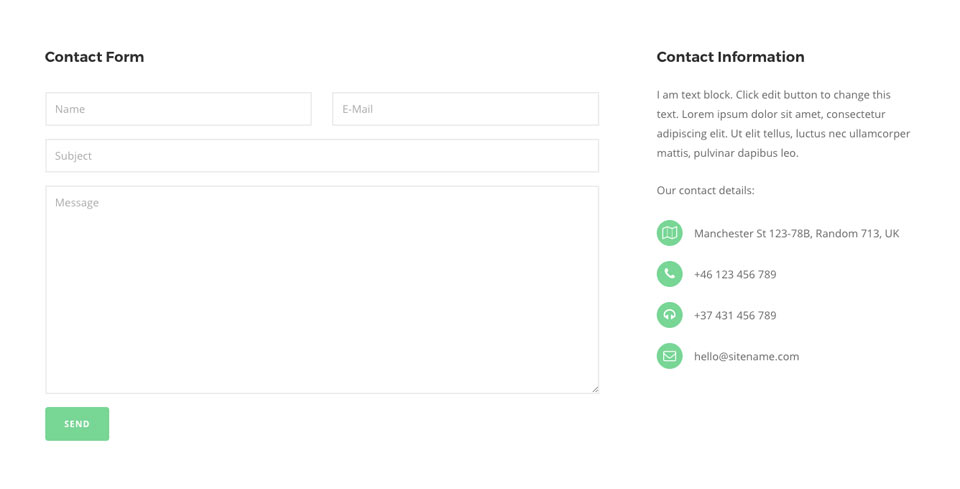 Contact Form
Name
E-Mail
Subject
Message
SEND
Contact Information
I am text block. Click edit button to change this
text. Lorem ipsum dolor sit amet, consectetur
adipiscing elit. Ut elit tellus, luctus nec ullamcorper
mattis, pulvinar dapibus leo.
Our contact details:
Manchester St 123-78B, Random 713, UK
+46 123 456 789
+37 431 456 789
hello@sitename.com